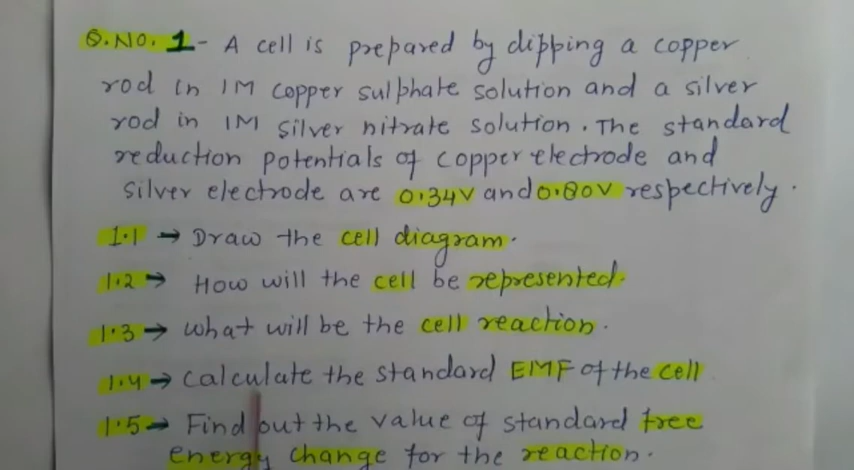 Q.NO. 1- A cell is prepared by dipping a copper
rod in 1M copper sulphate solution and a silver
rod in 1M silver nitrate solution. The standard
reduction potentials of copper electrode and
silver electrode are 0.34V and 0.80V respectively.
1.1 → Draw the cell diagram.
1.2 → How will the cell be represented.
1.3 → What will be the cell reaction.
1.4 → Calculate the standard EMF of the cell
1.5 → Find out the value of standard free
energy change for the reaction.